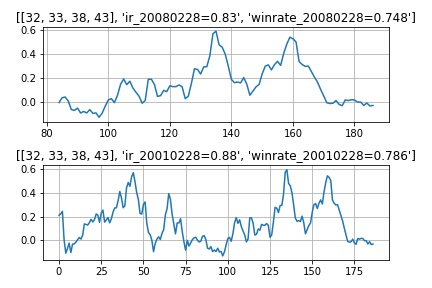 [[32, 33, 38, 43], 'ir_20080228=0.83', 'winrate_20080228=0.748']
0.6
0.4
0.2
0.0
80 100 120 140 160 180
[[32, 33, 38, 43], 'ir_20010228=0.88', 'winrate_20010228=0.786']
0.6
0.4
0.2
0.0
0 25 50 75 100 125 150 175